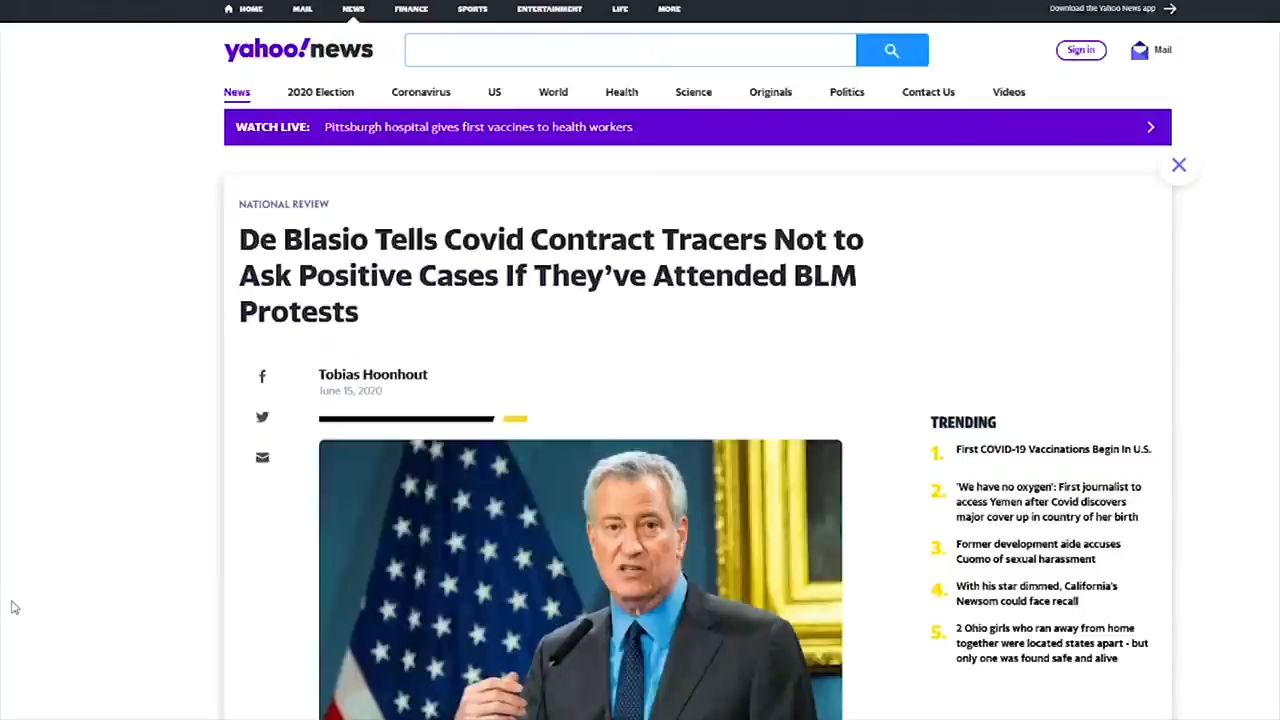 HOME MAIL NEWS FINANCE SPORTS ENTERTAINMENT LIFE MORE Download the Yahoo News app
yahoo!news
Sign in
Mail
News 2020 Election Coronavirus US World Health Science Originals Politics Contact Us Videos
WATCH LIVE: Pittsburgh hospital gives first vaccines to health workers
NATIONAL REVIEW
De Blasio Tells Covid Contract Tracers Not to
Ask Positive Cases If They’ve Attended BLM
Protests
Tobias Hoonhout
June 15, 2020
TRENDING
1. First COVID-19 Vaccinations Begin In U.S.
2. 'We have no oxygen': First journalist to
access Yemen after Covid discovers
major cover up in country of her birth
3. Former development aide accuses
Cuomo of sexual harassment
4. With his star dimmed, California's
Newsom could face recall
5. 2 Ohio girls who ran away from home
together were located states apart - but
only one was found safe and alive